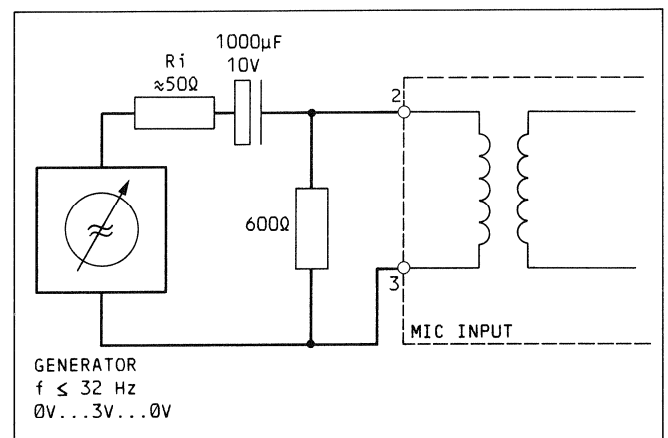 1000µF
10V
Ri
≈50Ω
2
600Ω
3
MIC INPUT
GENERATOR
f ≤ 32 Hz
0V...3V...0V